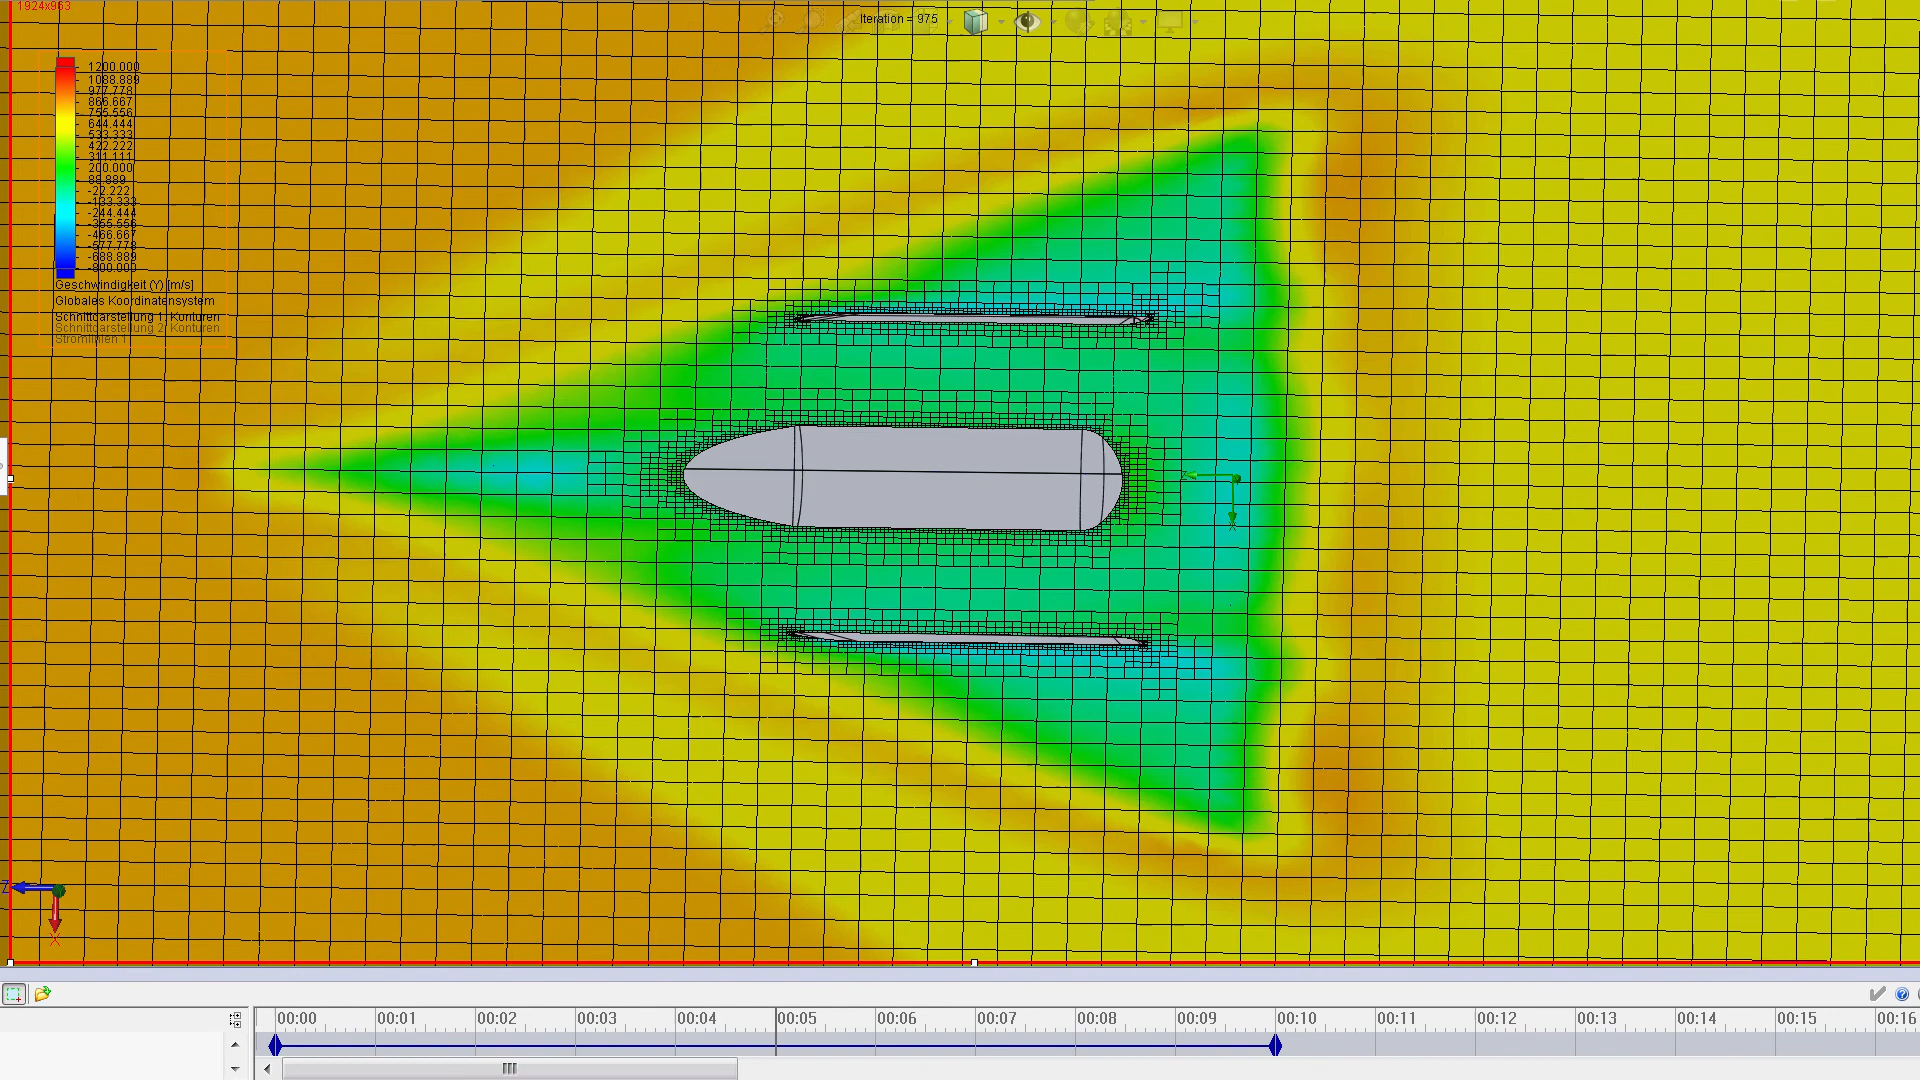 1924x963
Iteration = 975
1200.000
1088.889
977.778
866.667
755.556
644.444
533.333
422.222
311.111
200.000
88.889
-22.222
-133.333
-244.444
-355.556
-466.667
-577.778
-688.889
-800.000
Geschwindigkeit (Y) [m/s]
Globales Koordinatensystem
Schnittdarstellung 1: Konturen
Schnittdarstellung 2: Konturen
Stromlinien 1
X
Z
X
00:00 00:01 00:02 00:03 00:04 00:05 00:06 00:07 00:08 00:09 00:10 00:11 00:12 00:13 00:14 00:15 00:16